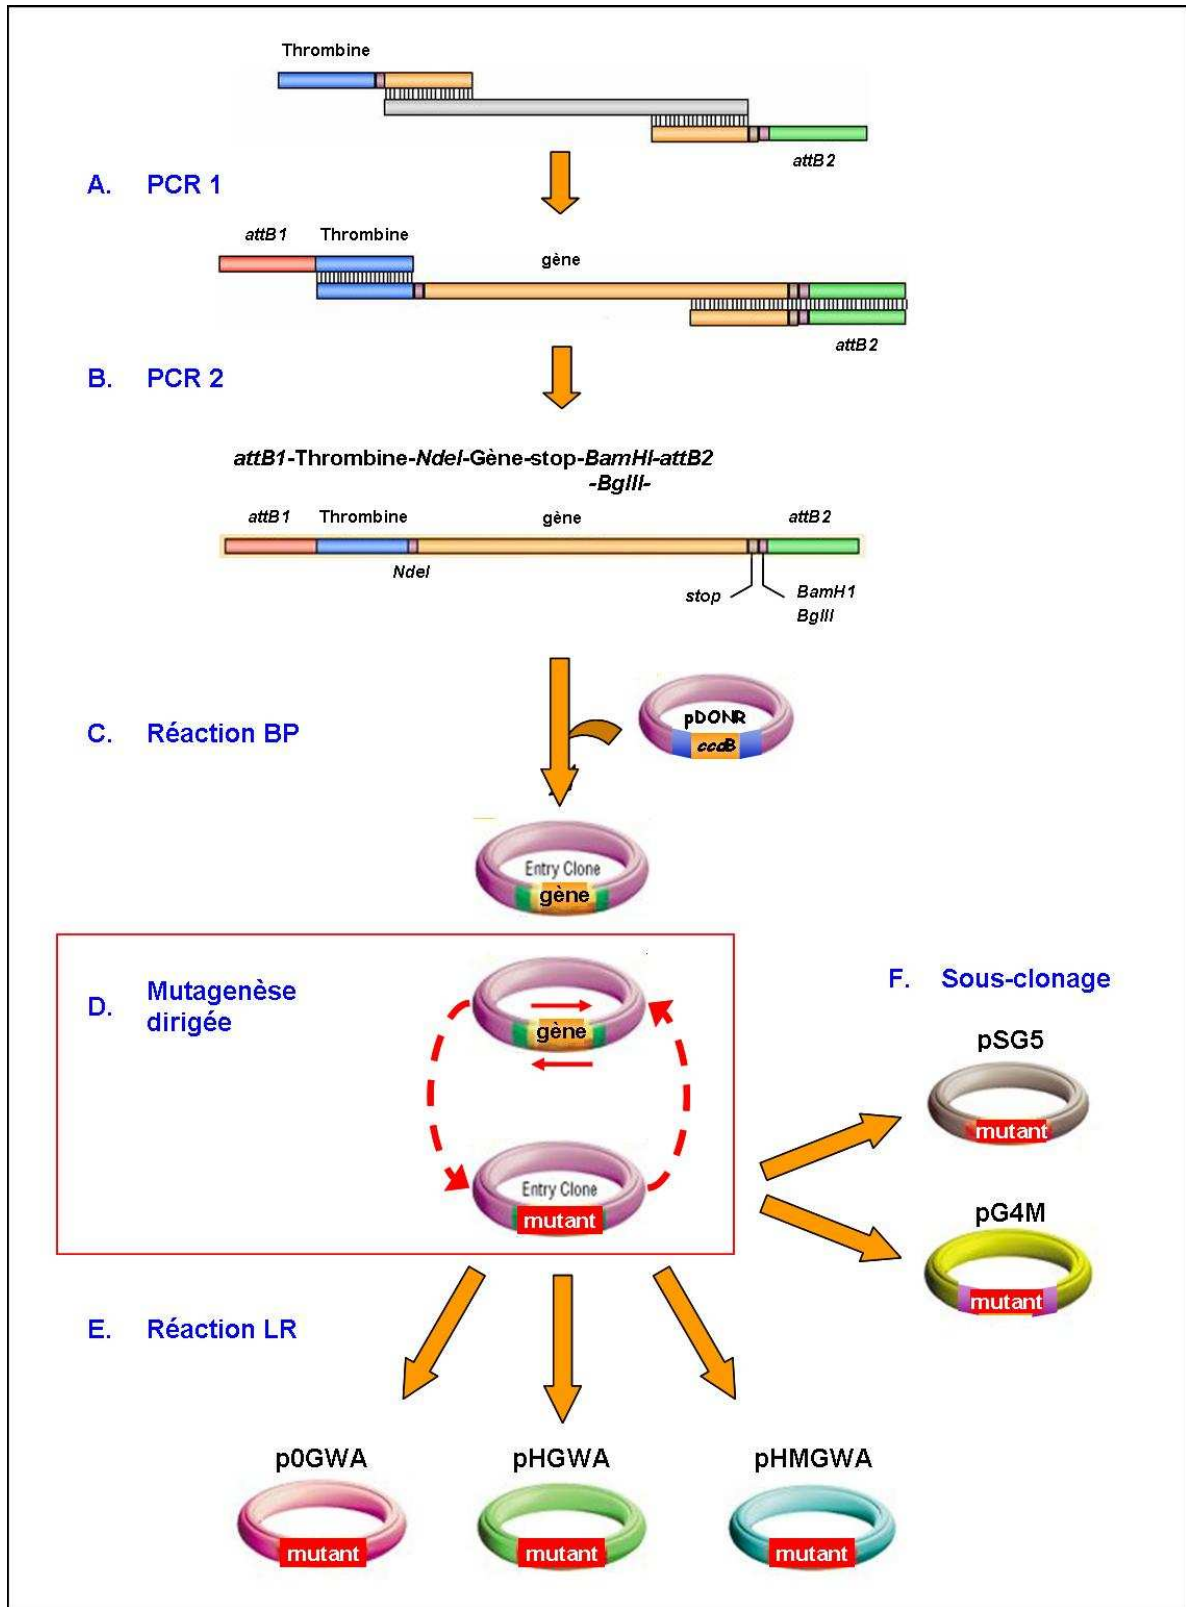 Thrombine
attB2
A. PCR 1
attB1 Thrombine
gène
attB2
B. PCR 2
attB1-Thrombine-NdeI-Gène-stop-BamHI-attB2
-BglII-
attB1 Thrombine gène attB2
NdeI
stop
BamH1
BglII
pDONR
ccdB
C. Réaction BP
Entry Clone
gène
D. Mutagenèse
dirigée
gène
Entry Clone
mutant
F. Sous-clonage
pSG5
mutant
pG4M
mutant
E. Réaction LR
p0GWA pHGWA pHMGWA
mutant mutant mutant